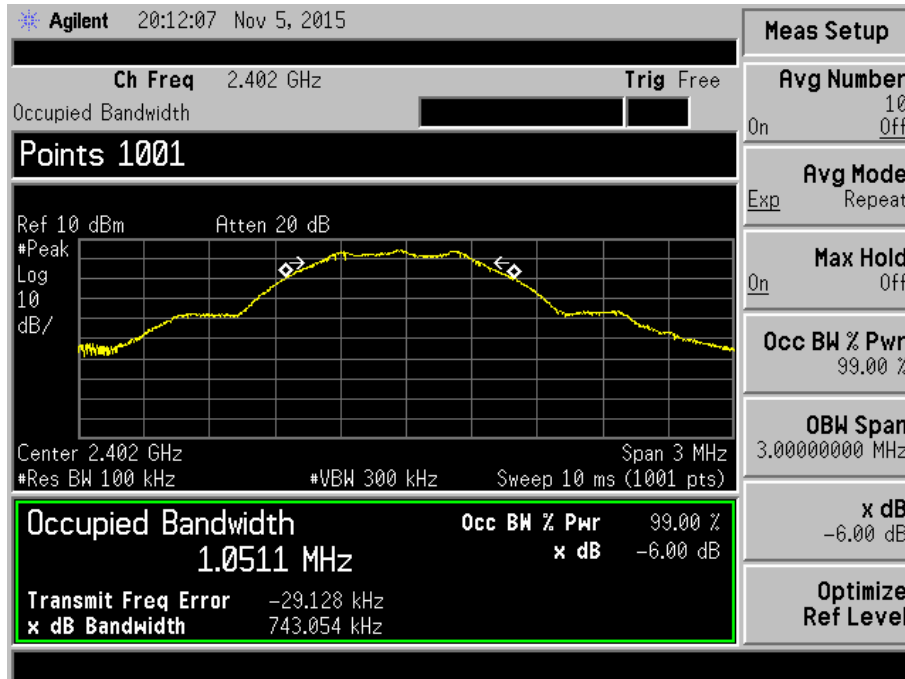 Agilent 20:12:07 Nov 5, 2015
Ch Freq 2.402 GHz Trig Free
Occupied Bandwidth
Points 1001
Ref 10 dBm Atten 20 dB
#Peak
Log
10
dB/
Center 2.402 GHz Span 3 MHz
#Res BW 100 kHz #VBW 300 kHz Sweep 10 ms (1001 pts)
Occupied Bandwidth Occ BW % Pwr 99.00 %
1.0511 MHz x dB -6.00 dB
Transmit Freq Error -29.128 kHz
x dB Bandwidth 743.054 kHz
Meas Setup
Avg Number
10
On Off
Avg Mode
Exp Repeat
Max Hold
On Off
Occ BW % Pwr
99.00 %
OBW Span
3.00000000 MHz
x dB
-6.00 dB
Optimize
Ref Level